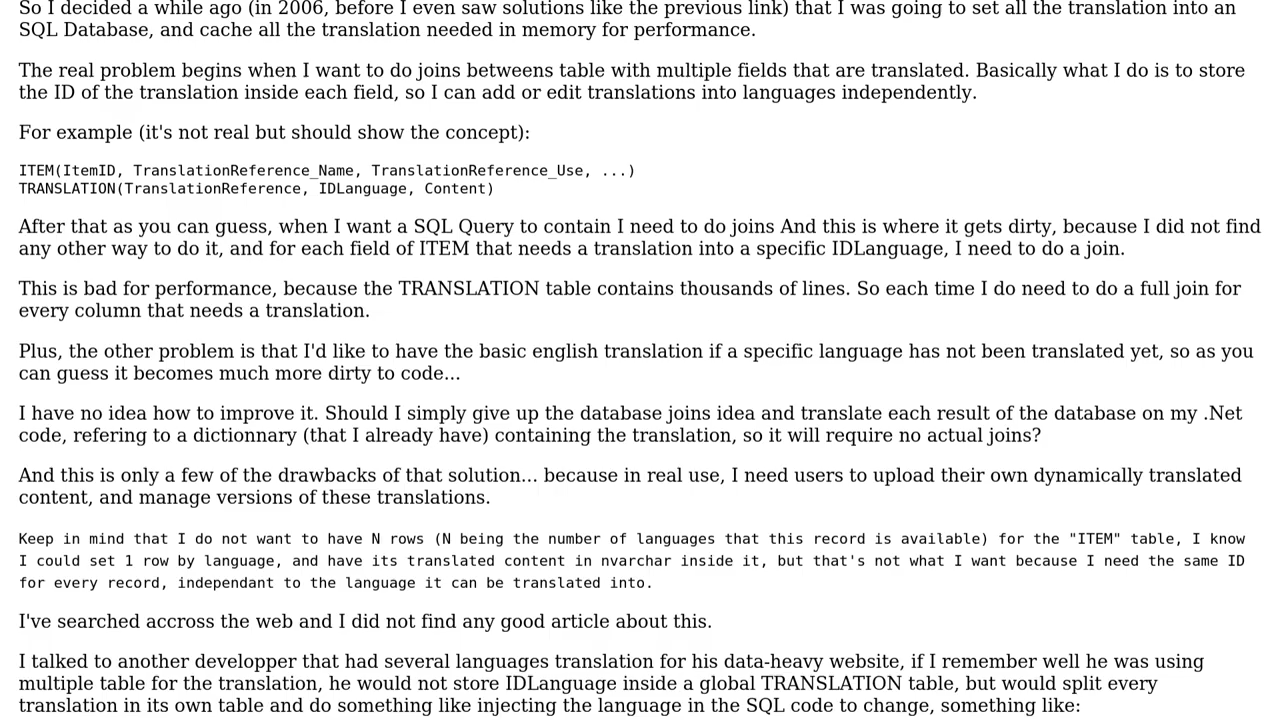 So I decided a while ago (in 2006, before I even saw solutions like the previous link) that I was going to set all the translation into an
SQL Database, and cache all the translation needed in memory for performance.
The real problem begins when I want to do joins betweens table with multiple fields that are translated. Basically what I do is to store
the ID of the translation inside each field, so I can add or edit translations into languages independently.
For example (it's not real but should show the concept):
ITEM(ItemID, TranslationReference_Name, TranslationReference_Use, ...)
TRANSLATION(TranslationReference, IDLanguage, Content)
After that as you can guess, when I want a SQL Query to contain I need to do joins And this is where it gets dirty, because I did not find
any other way to do it, and for each field of ITEM that needs a translation into a specific IDLanguage, I need to do a join.
This is bad for performance, because the TRANSLATION table contains thousands of lines. So each time I do need to do a full join for
every column that needs a translation.
Plus, the other problem is that I'd like to have the basic english translation if a specific language has not been translated yet, so as you
can guess it becomes much more dirty to code...
I have no idea how to improve it. Should I simply give up the database joins idea and translate each result of the database on my .Net
code, refering to a dictionnary (that I already have) containing the translation, so it will require no actual joins?
And this is only a few of the drawbacks of that solution... because in real use, I need users to upload their own dynamically translated
content, and manage versions of these translations.
Keep in mind that I do not want to have N rows (N being the number of languages that this record is available) for the "ITEM" table, I know
I could set 1 row by language, and have its translated content in nvarchar inside it, but that's not what I want because I need the same ID
for every record, independant to the language it can be translated into.
I've searched accross the web and I did not find any good article about this.
I talked to another developper that had several languages translation for his data-heavy website, if I remember well he was using
multiple table for the translation, he would not store IDLanguage inside a global TRANSLATION table, but would split every
translation in its own table and do something like injecting the language in the SQL code to change, something like: